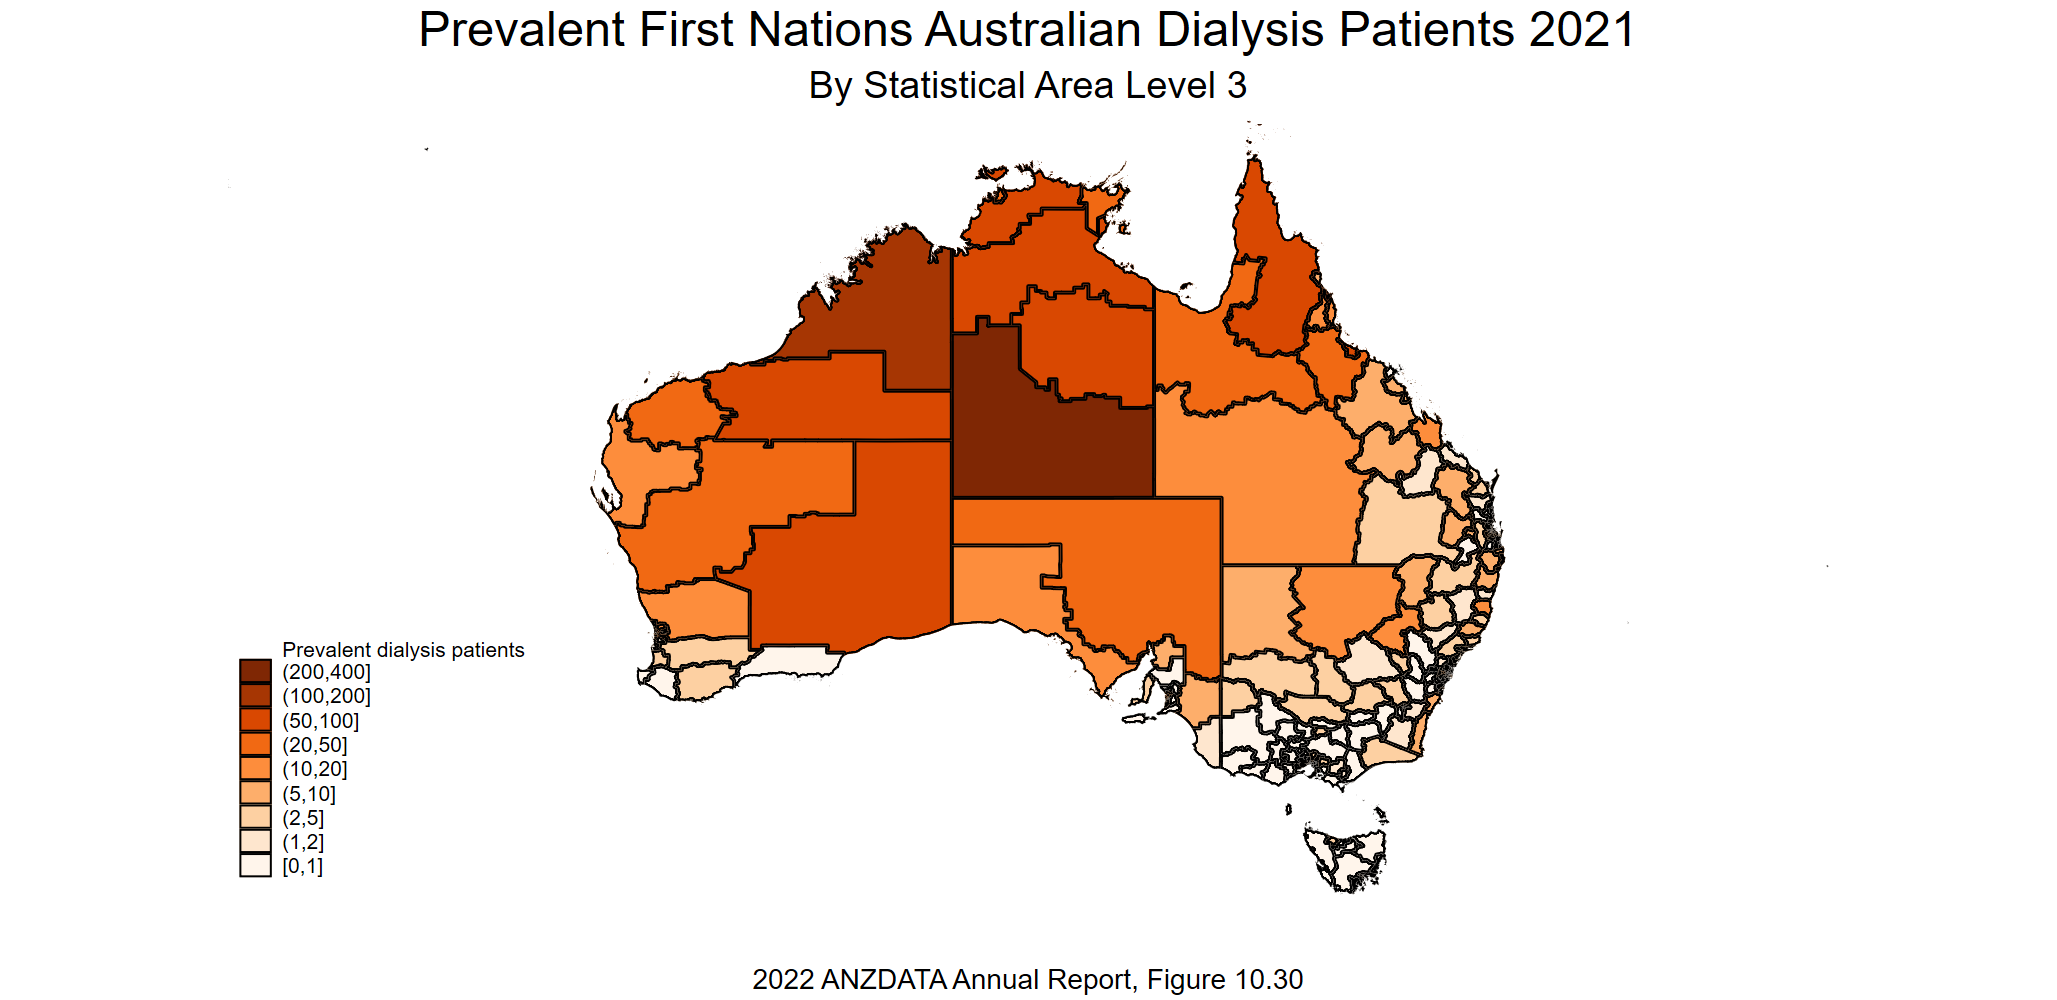 Prevalent First Nations Australian Dialysis Patients 2021
By Statistical Area Level 3
Prevalent dialysis patients
(200,400]
(100,200]
(50,100]
(20,50]
(10,20]
(5,10]
(2,5]
(1,2]
[0,1]
2022 ANZDATA Annual Report, Figure 10.30